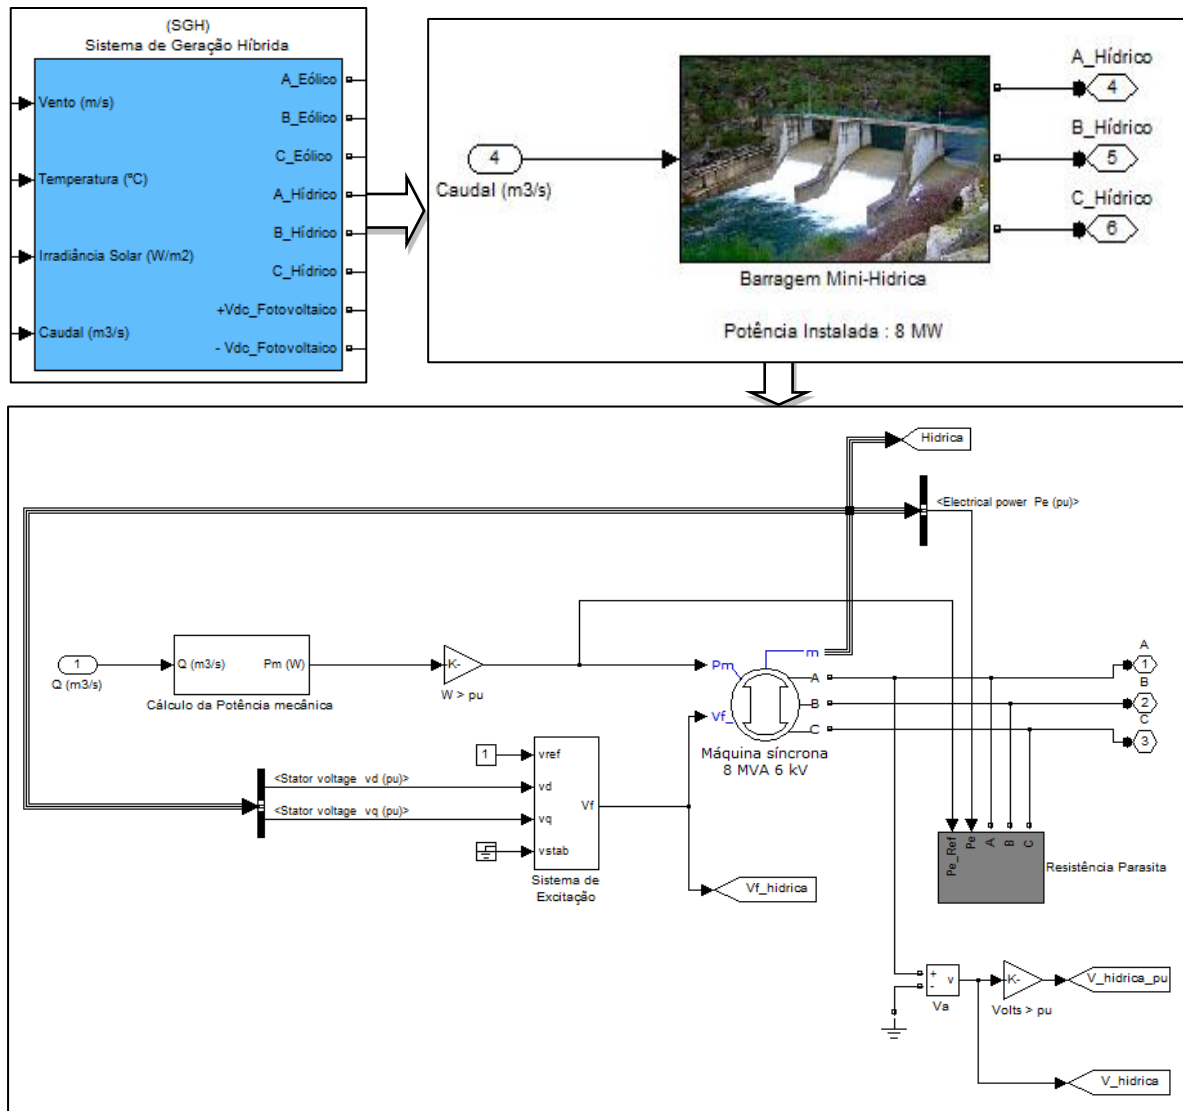 (SGH)
Sistema de Geração Híbrida
Vento (m/s)
Temperatura (ºC)
Irradiância Solar (W/m2)
Caudal (m3/s)
A_Eólico
B_Eólico
C_Eólico
A_Hídrico
B_Hídrico
C_Hídrico
+Vdc_Fotovoltaico
- Vdc_Fotovoltaico
4
Caudal (m3/s)
Barragem Mini-Hidrica
Potência Instalada : 8 MW
A_Hídrico
4
B_Hídrico
5
C_Hídrico
6
Hidrica
<Electrical power Pe (pu)>
1
Q (m3/s)
Q (m3/s)
Pm (W)
Cálculo da Potência mecânica
K-
W > pu
Pm
Vf_
m
A
B
C
Máquina síncrona
8 MVA 6 kV
A
1
B
2
C
3
<Stator voltage vd (pu)>
<Stator voltage vq (pu)>
1
vref
vd
vq
vstab
Vf
Sistema de
Excitação
Vf_hidrica
Pe_Ref
Pe
A
B
C
Resistência Parasita
+
-
v
Va
K-
Volts > pu
V_hidrica_pu
V_hidrica